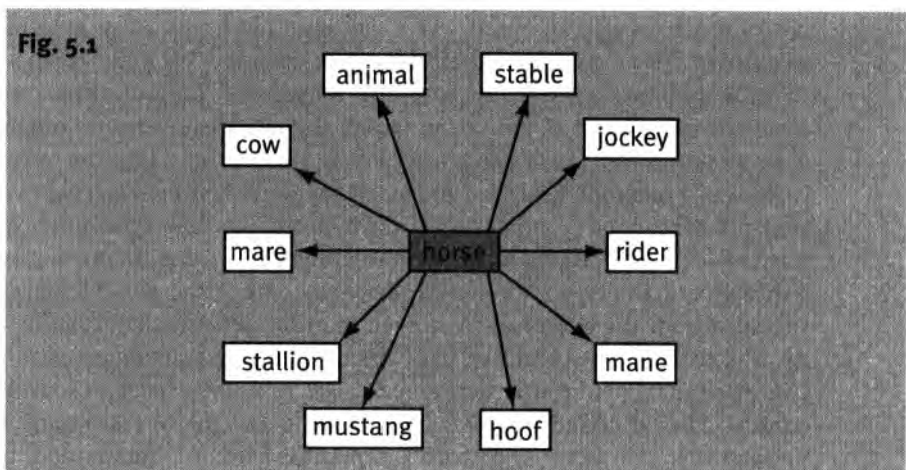 Fig. 5.1
animal
stable
cow
jockey
mare
horse
rider
stallion
mane
mustang
hoof